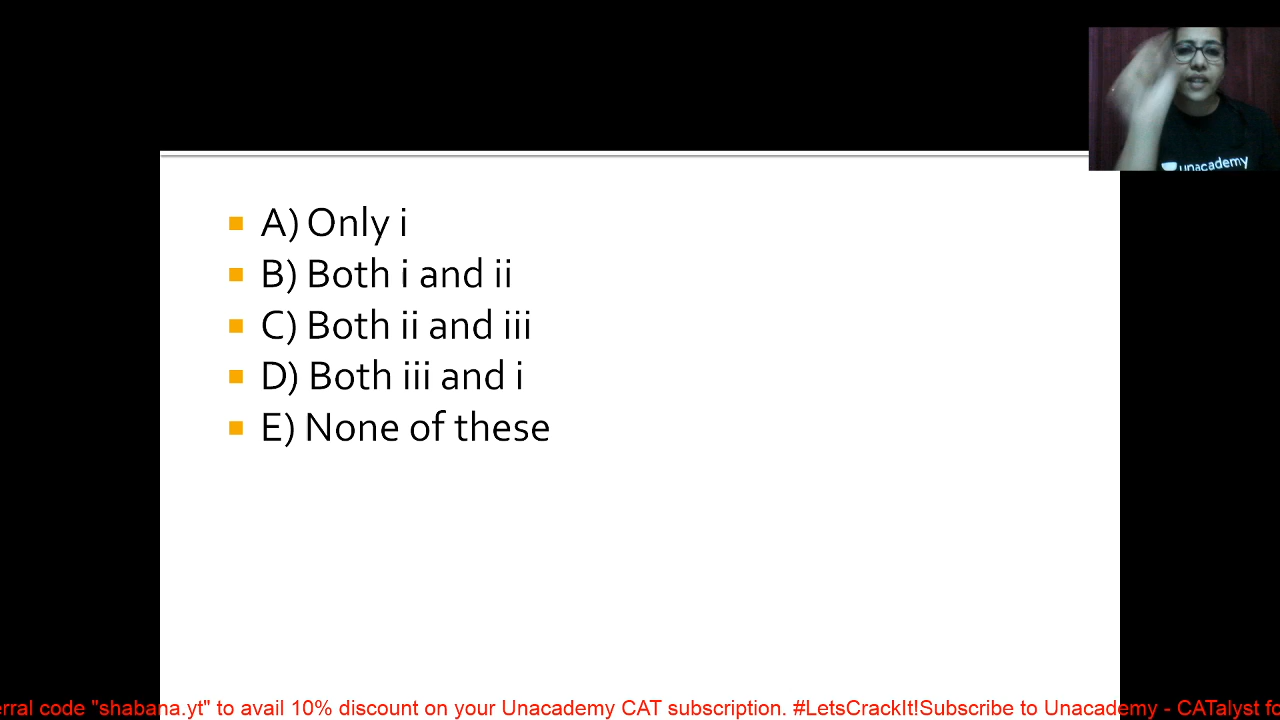 unacademy
A) Only i
B) Both i and ii
C) Both ii and iii
D) Both iii and i
E) None of these
erral code "shabana.yt" to avail 10% discount on your Unacademy CAT subscription. #LetsCrackIt!Subscribe to Unacademy - CATalyst fo